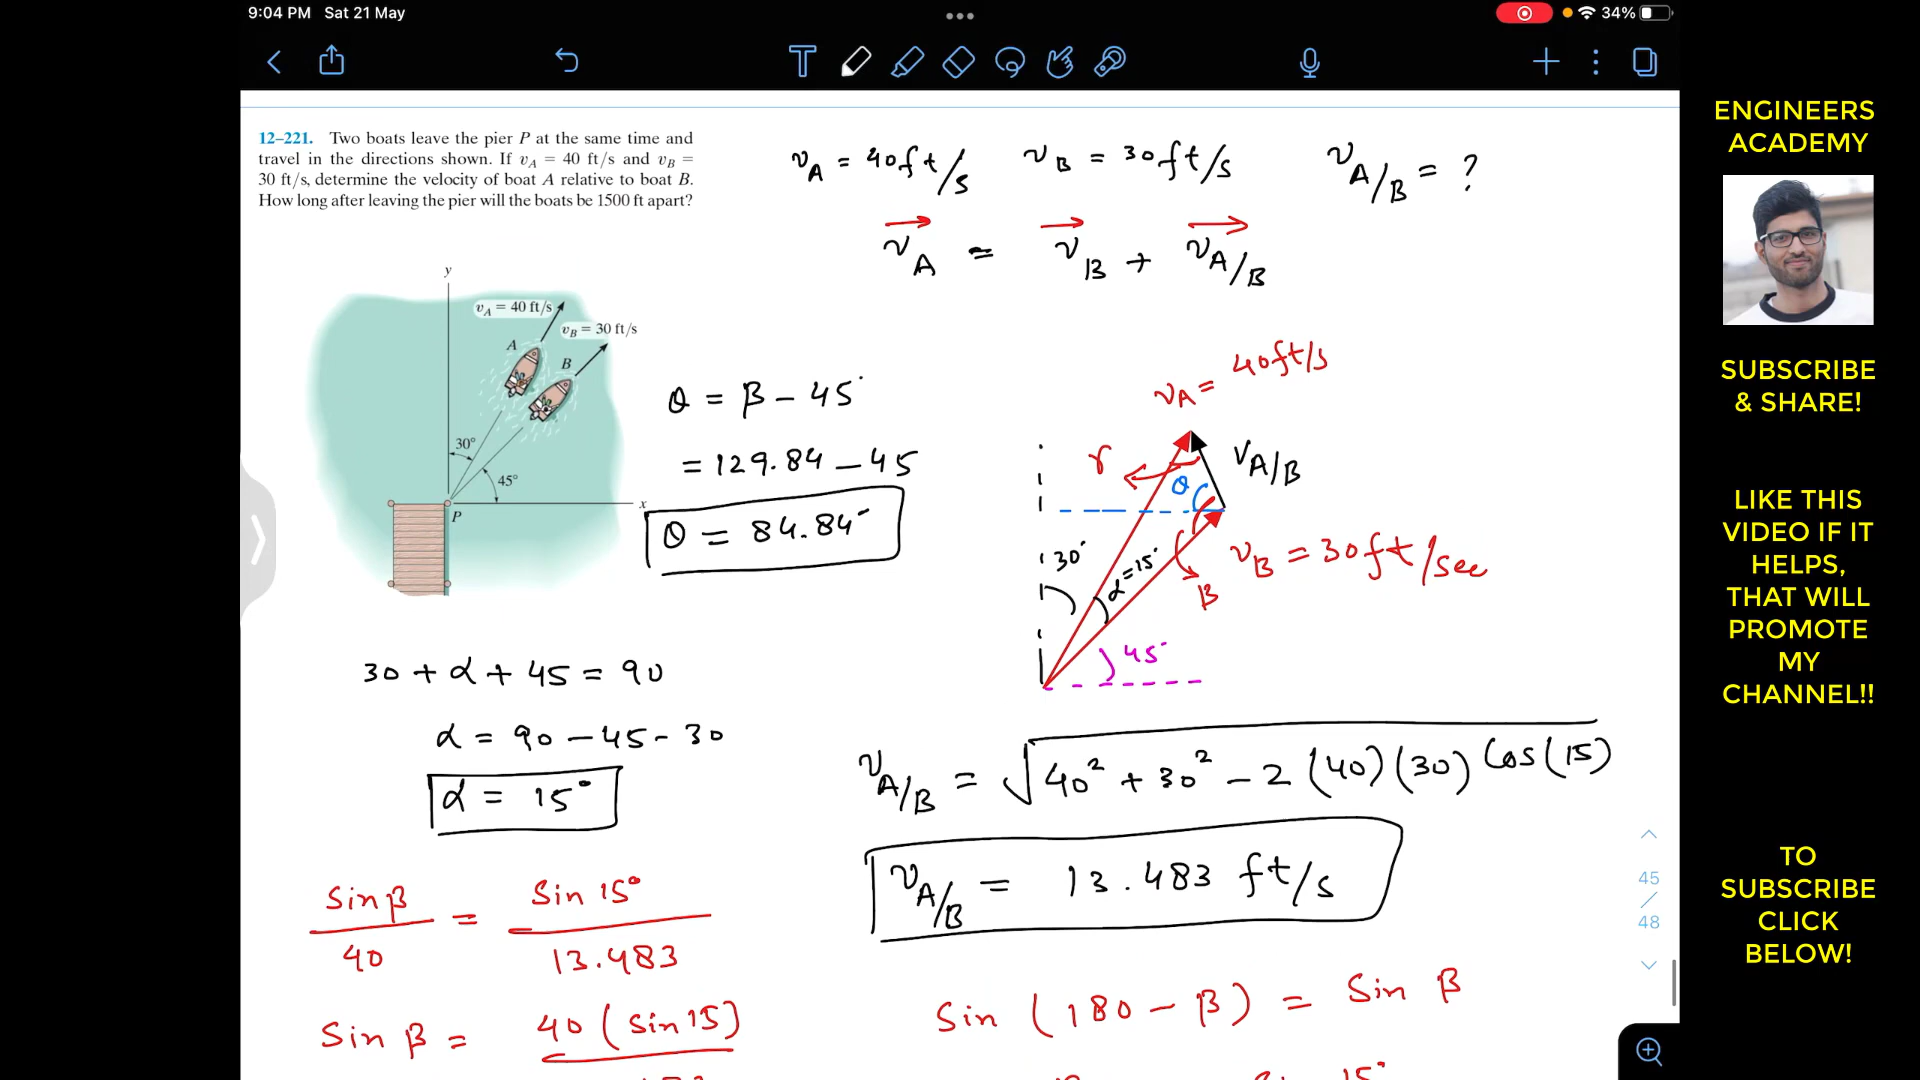 9:04 PM Sat 21 May
34%
12–221. Two boats leave the pier P at the same time and
travel in the directions shown. If vA = 40 ft/s and vB =
30 ft/s, determine the velocity of boat A relative to boat B.
How long after leaving the pier will the boats be 1500 ft apart?
vA = 40ft/s vB = 30ft/s vA/B = ?
vA = vB + vA/B
y
vA = 40 ft/s
vB = 30 ft/s
A
B
30°
45°
x
P
θ = β – 45°
= 129.84 – 45
θ = 84.84°
vA = 40ft/s
γ
θ
vA/B
30°
α=15°
β
vB = 30ft/sec
45°
30 + α + 45 = 90
α = 90 – 45 – 30
α = 15°
vA/B = √40² + 30² – 2 (40)(30) Cos(15)
vA/B = 13.483 ft/s
Sinβ/40 = Sin 15°/13.483
Sin β = 40 (Sin15)
Sin (180 – β) = Sin β
Sin 15°
45
/
48
ENGINEERS
ACADEMY
SUBSCRIBE
& SHARE!
LIKE THIS
VIDEO IF IT
HELPS,
THAT WILL
PROMOTE
MY
CHANNEL!!
TO
SUBSCRIBE
CLICK
BELOW!